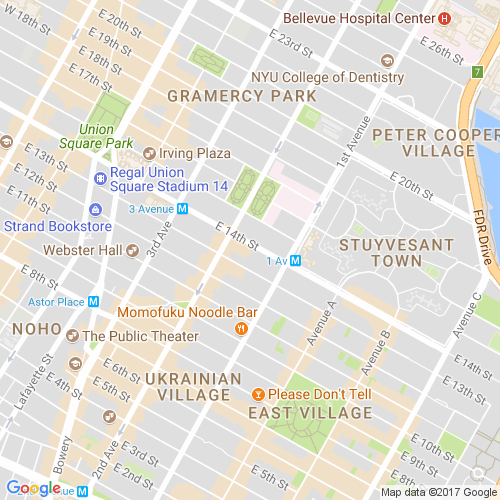 W 18th St
E 20th St
Bellevue Hospital Center
E 23rd St
E 26th St
E 18th St
7
E 17th St
NYU College of Dentistry
GRAMERCY PARK
Union
Square Park
1st Avenue
PETER COOPER
VILLAGE
E 13th St
Irving Plaza
E 12th St
Regal Union
Square Stadium 14
E 20th St
E 11th St
3 Avenue
M
FDR Dr
Strand Bookstore
3rd Ave
E 14th St
STUYVESANT
TOWN
Webster Hall
1 Av
M
E 8th St
Astor Place
M
Avenue C
Momofuku Noodle Bar
Avenue A
NOHO
The Public Theater
Avenue B
E 14th St
E 6th St
E 5th St
UKRAINIAN
VILLAGE
E 13th St
Lafayette St
E 4th St
Please Don't Tell
EAST VILLAGE
Bowery
2nd Ave
E 10th St
E 3rd St
E 9th St
E 2nd St
E 5th St
E 8th St
Google
nue
M
Map data ©2017 Google